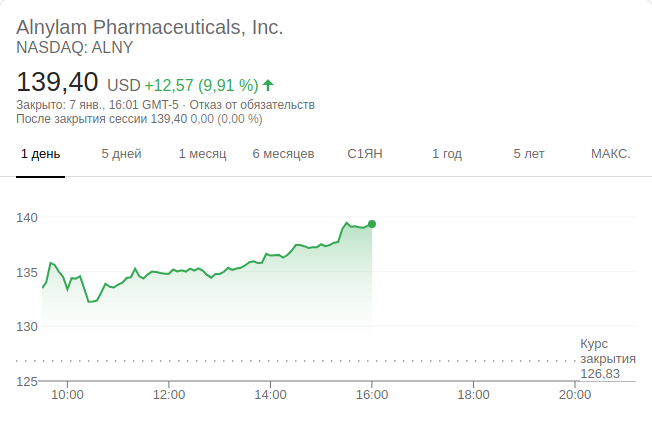 Alnylam Pharmaceuticals, Inc.
NASDAQ: ALNY
139,40 USD +12,57 (9,91 %)
Закрыто: 7 янв., 16:01 GMT-5 · Отказ от обязательств
После закрытия сессии 139,40 0,00 (0,00 %)
1 день 5 дней 1 месяц 6 месяцев С1ЯН 1 год 5 лет МАКС.
140
135
130
Курс
закрытия
126,83
125
10:00 12:00 14:00 16:00 18:00 20:00